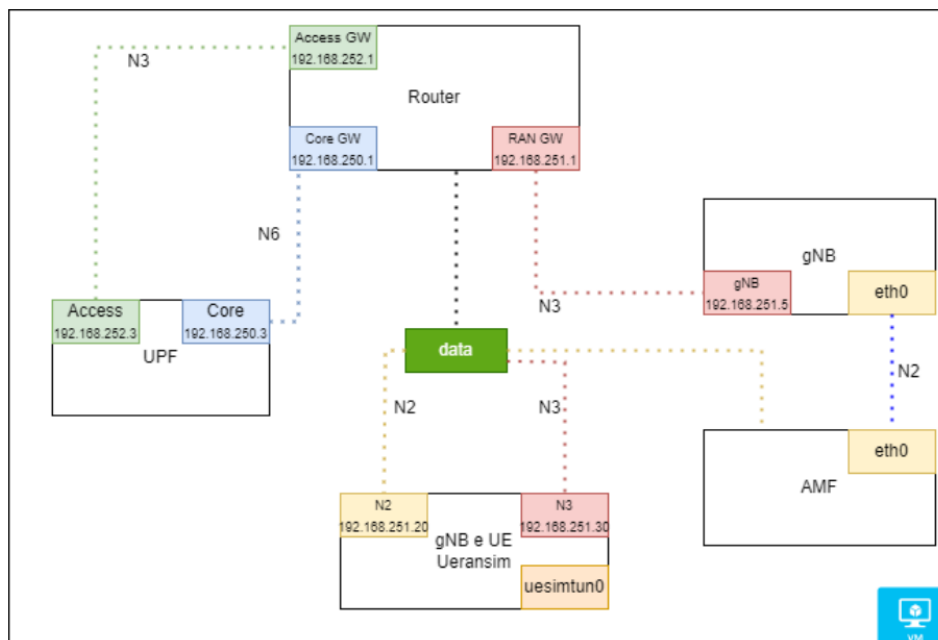 Access GW
192.168.252.1
N3
Router
Core GW
192.168.250.1
RAN GW
192.168.251.1
N6
gNB
gNB
192.168.251.5
eth0
N3
Access
192.168.252.3
Core
192.168.250.3
UPF
data
N2
N2
N3
eth0
AMF
N2
192.168.251.20
N3
192.168.251.30
gNB e UE
Ueransim
uesimtun0
VM